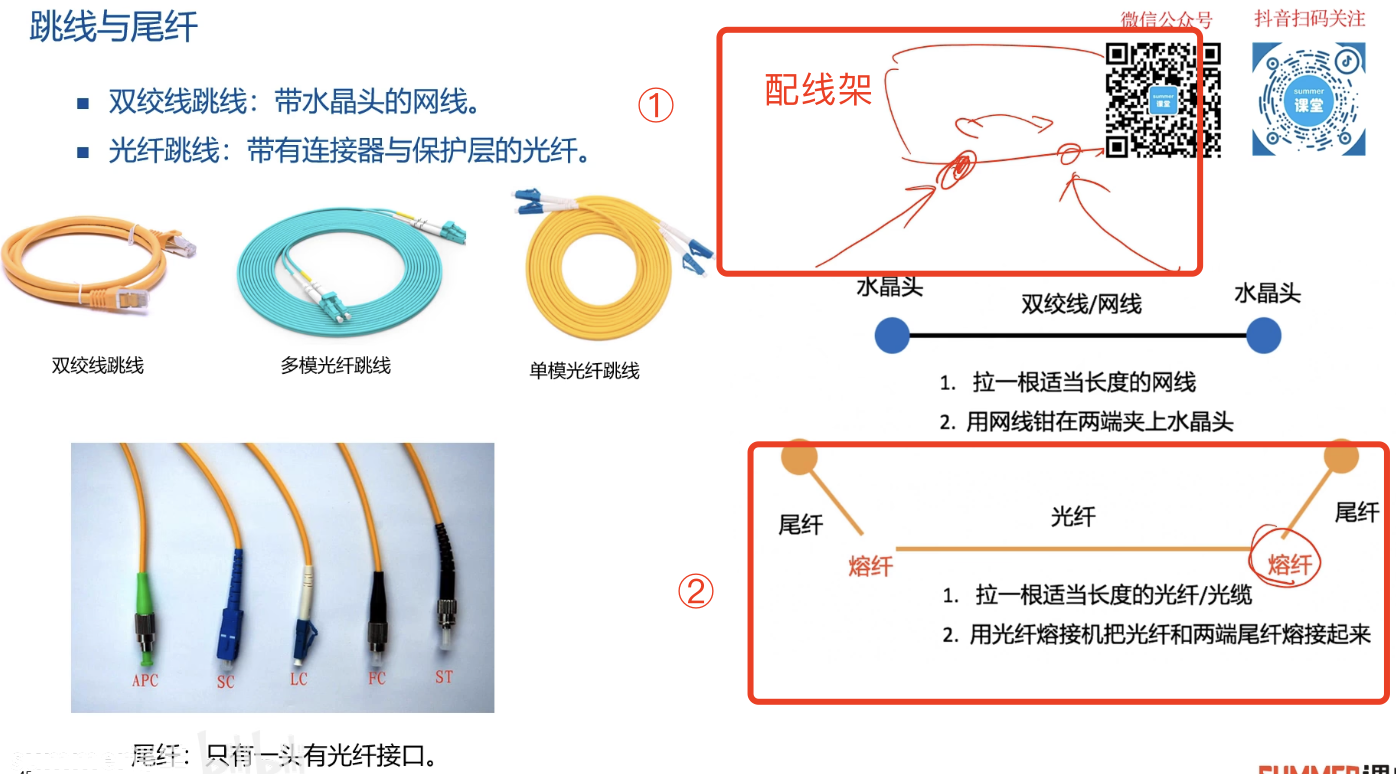 跳线与尾纤
微信公众号
抖音扫码关注
■ 双绞线跳线：带水晶头的网线。
■ 光纤跳线：带有连接器与保护层的光纤。
①
配线架
summer
课堂
summer
课堂
双绞线跳线
多模光纤跳线
单模光纤跳线
水晶头
双绞线/网线
水晶头
1. 拉一根适当长度的网线
2. 用网线钳在两端夹上水晶头
②
尾纤
光纤
尾纤
熔纤
熔纤
1. 拉一根适当长度的光纤/光缆
2. 用光纤熔接机把光纤和两端尾纤熔接起来
APC
SC
LC
FC
ST
尾纤：只有一头有光纤接口。